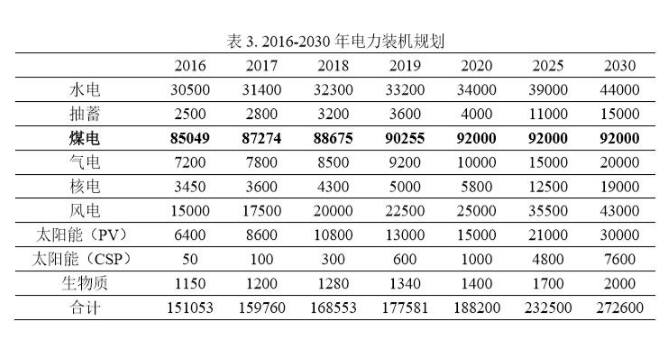 表 3. 2016-2030 年电力装机规划
2016 2017 2018 2019 2020 2025 2030
水电 30500 31400 32300 33200 34000 39000 44000
抽蓄 2500 2800 3200 3600 4000 11000 15000
煤电 85049 87274 88675 90255 92000 92000 92000
气电 7200 7800 8500 9200 10000 15000 20000
核电 3450 3600 4300 5000 5800 12500 19000
风电 15000 17500 20000 22500 25000 35500 43000
太阳能（PV） 6400 8600 10800 13000 15000 21000 30000
太阳能（CSP） 50 100 300 600 1000 4800 7600
生物质 1150 1200 1280 1340 1400 1700 2000
合计 151053 159760 168553 177581 188200 232500 272600